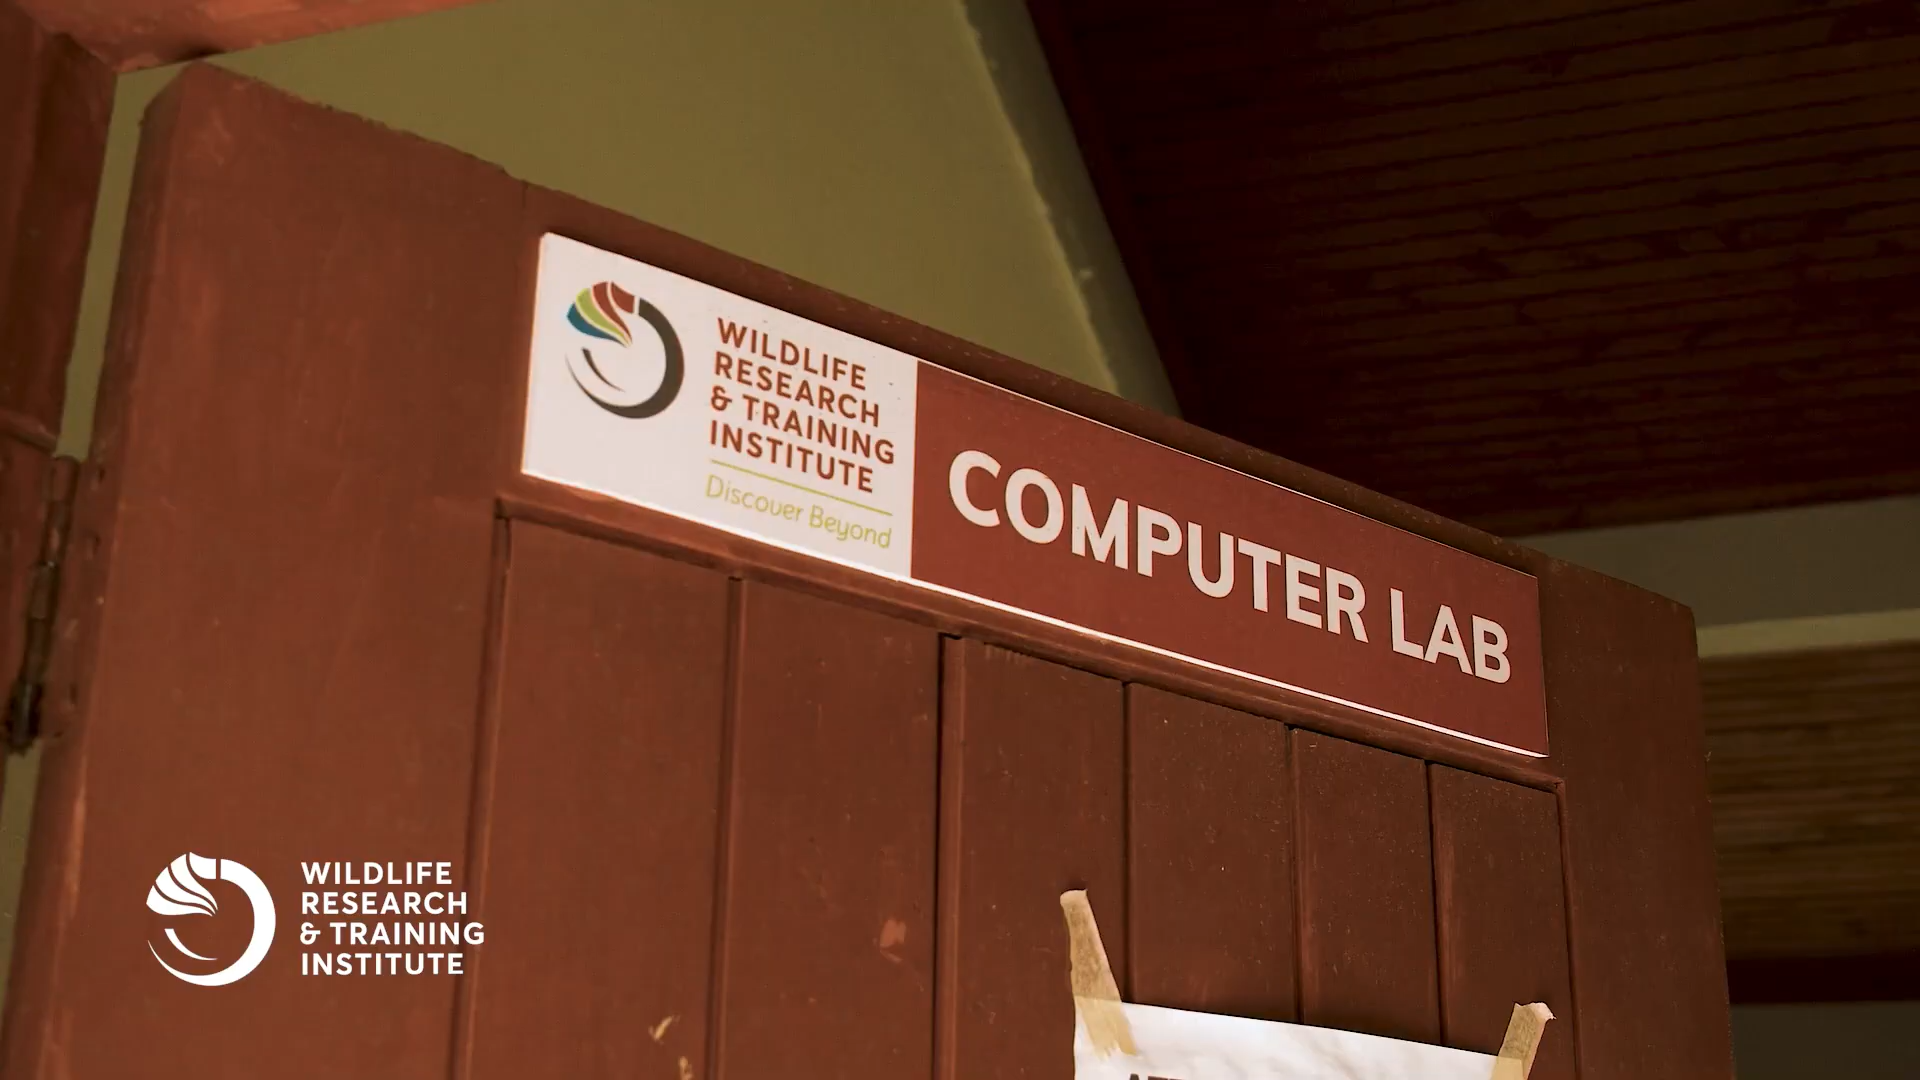 WILDLIFE
RESEARCH
& TRAINING
INSTITUTE
Discover Beyond
COMPUTER LAB
WILDLIFE
RESEARCH
& TRAINING
INSTITUTE